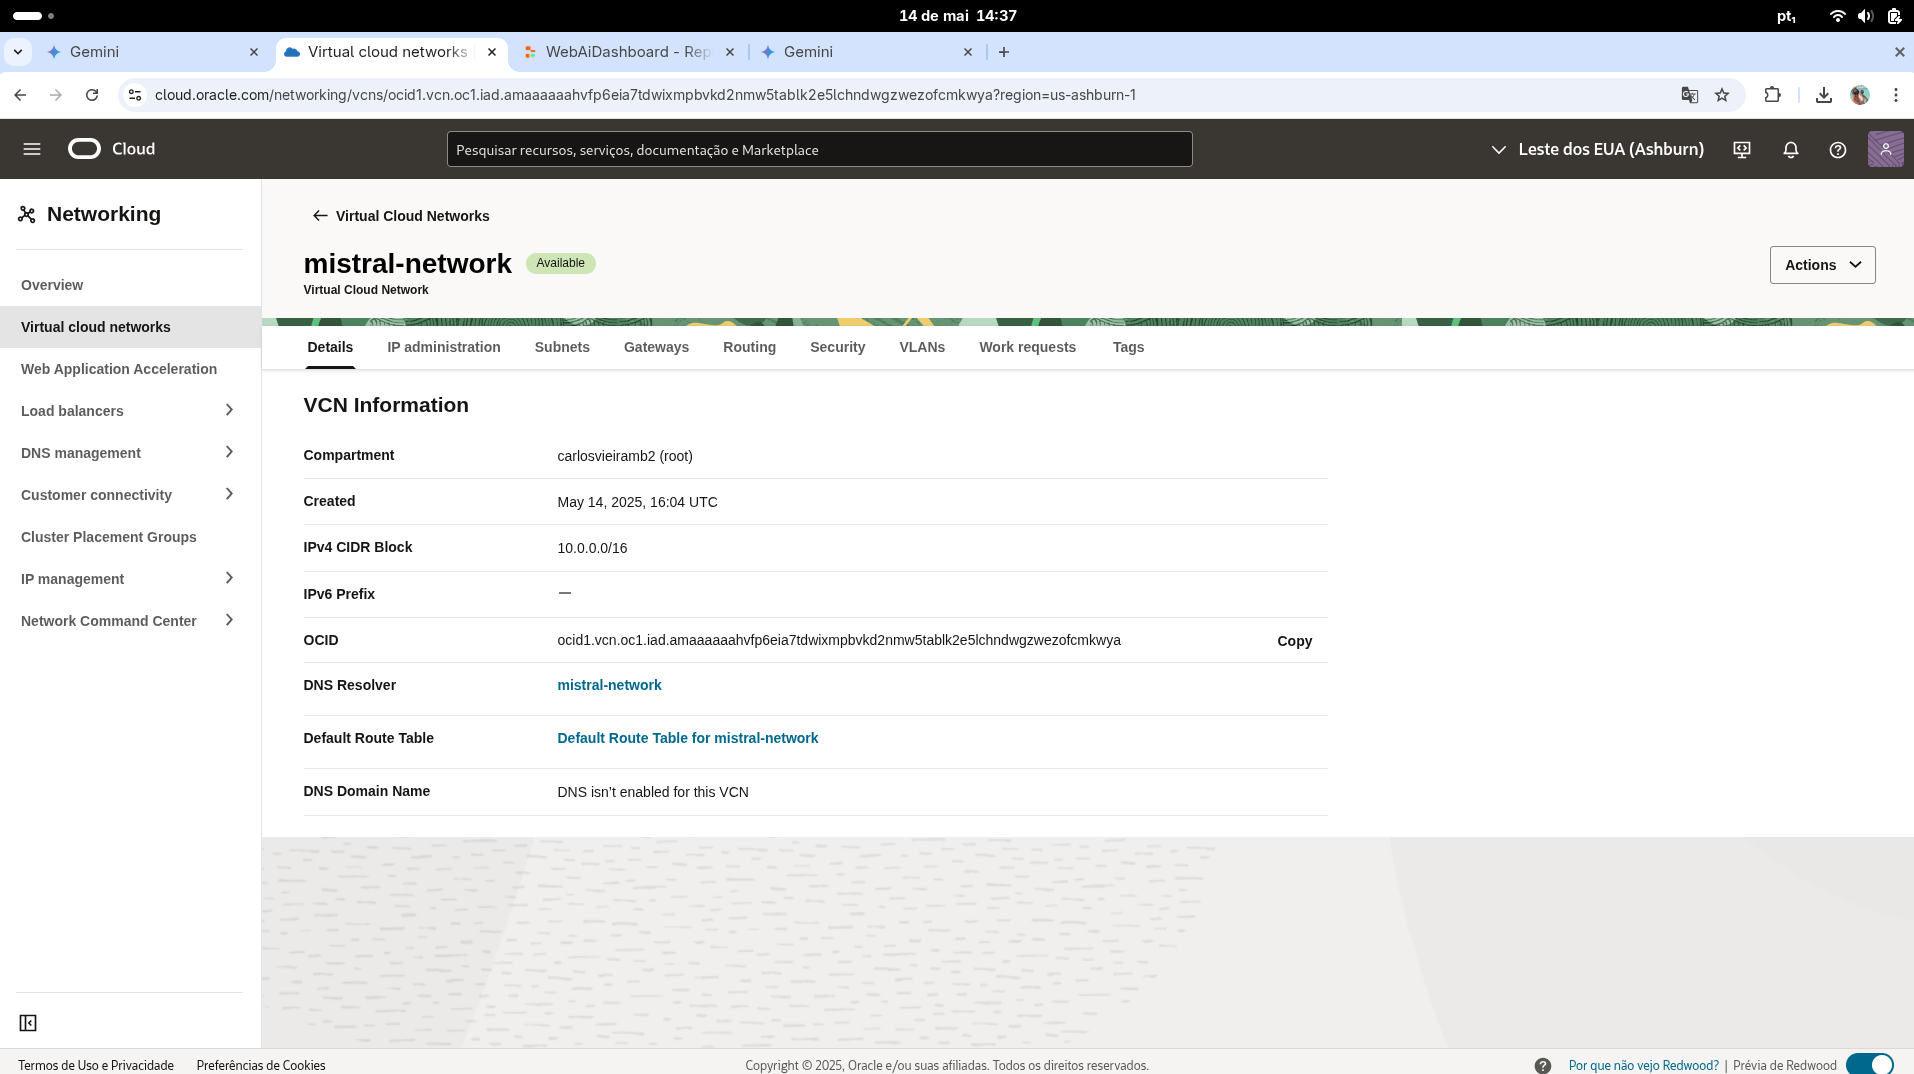 14 de mai 14:37
pt₁
Gemini
Virtual cloud networks
WebAiDashboard - Rep
Gemini
cloud.oracle.com/networking/vcns/ocid1.vcn.oc1.iad.amaaaaaahvfp6eia7tdwixmpbvkd2nmw5tablk2e5lchndwgzwezofcmkwya?region=us-ashburn-1
Cloud
Pesquisar recursos, serviços, documentação e Marketplace
Leste dos EUA (Ashburn)
Networking
Overview
Virtual cloud networks
Web Application Acceleration
Load balancers
DNS management
Customer connectivity
Cluster Placement Groups
IP management
Network Command Center
Virtual Cloud Networks
mistral-network Available
Virtual Cloud Network
Actions
Details IP administration Subnets Gateways Routing Security VLANs Work requests Tags
VCN Information
Compartment carlosvieiramb2 (root)
Created May 14, 2025, 16:04 UTC
IPv4 CIDR Block 10.0.0.0/16
IPv6 Prefix —
OCID ocid1.vcn.oc1.iad.amaaaaaahvfp6eia7tdwixmpbvkd2nmw5tablk2e5lchndwgzwezofcmkwya Copy
DNS Resolver mistral-network
Default Route Table Default Route Table for mistral-network
DNS Domain Name DNS isn't enabled for this VCN
Termos de Uso e Privacidade Preferências de Cookies
Copyright © 2025, Oracle e/ou suas afiliadas. Todos os direitos reservados.
Por que não vejo Redwood? | Prévia de Redwood